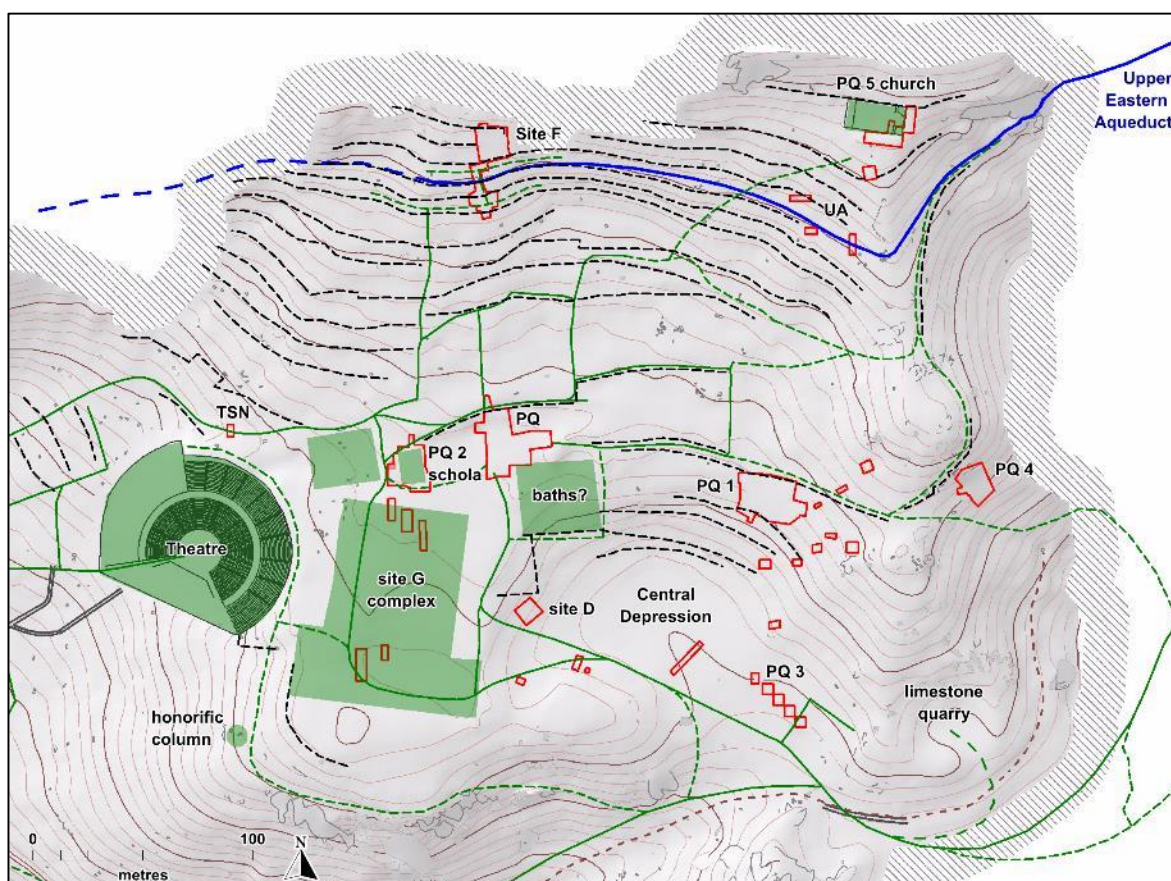 PQ 5 church
Upper
Eastern
Aqueduct
Site F
UA
TSN
PQ
PQ 2
schola
baths?
PQ 1
PQ 4
Theatre
site G
complex
site D
Central
Depression
PQ 3
limestone
quarry
honorific
column
0 100
metres
N